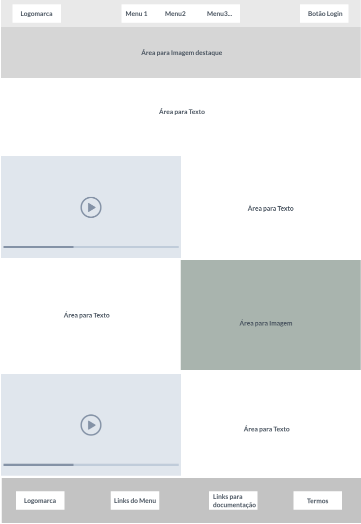 Logomarca
Menu 1 Menu2 Menu3...
Botão Login
Área para Imagem destaque
Área para Texto
Área para Texto
Área para Texto
Área para Imagem
Área para Texto
Logomarca
Links do Menu
Links para
documentação
Termos